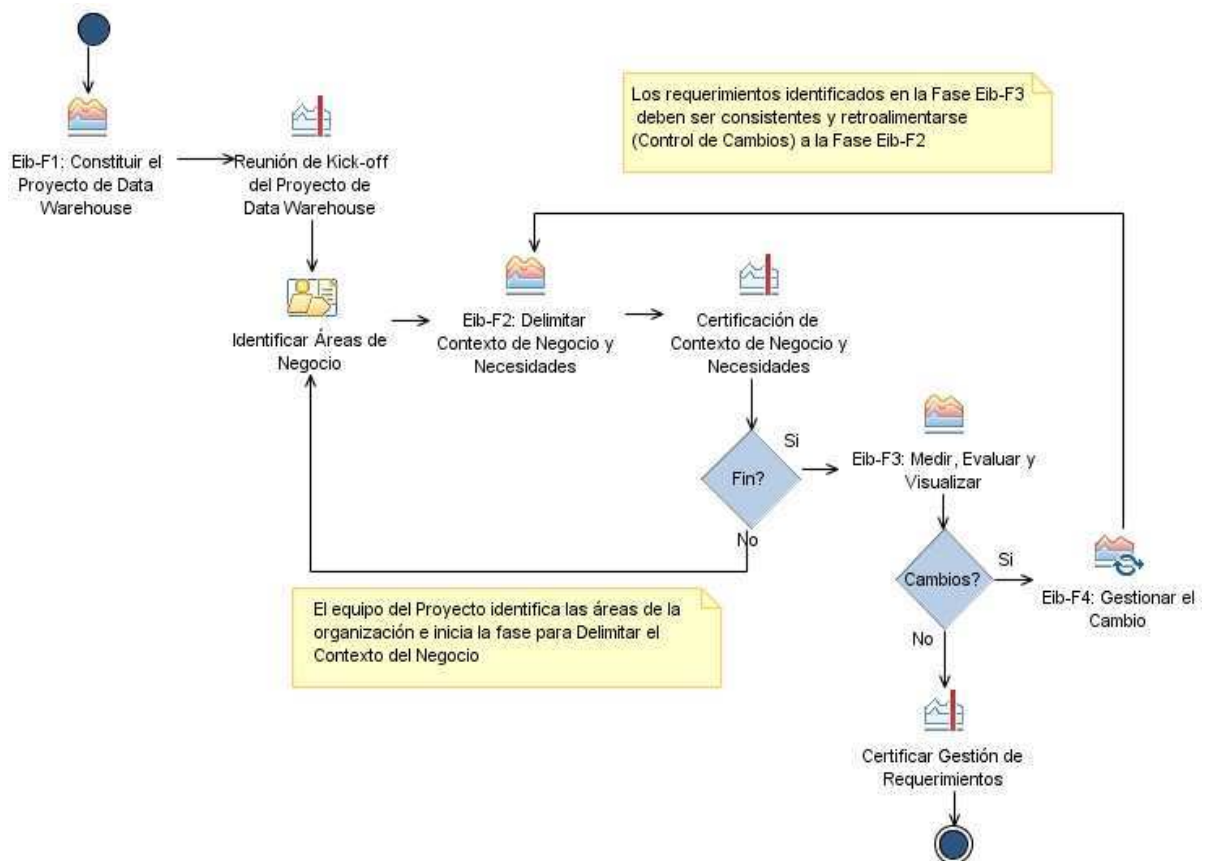 Los requerimientos identificados en la Fase Eib-F3
deben ser consistentes y retroalimentarse
(Control de Cambios) a la Fase Eib-F2
Eib-F1: Constituir el
Proyecto de Data
Warehouse
Reunión de Kick-off
del Proyecto de
Data Warehouse
Identificar Áreas de
Negocio
Eib-F2: Delimitar
Contexto de Negocio y
Necesidades
Certificación de
Contexto de Negocio y
Necesidades
Fin?
Si
No
Eib-F3: Medir, Evaluar y
Visualizar
Cambios?
Si
No
Eib-F4: Gestionar el
Cambio
El equipo del Proyecto identifica las áreas de la
organización e inicia la fase para Delimitar el
Contexto del Negocio
Certificar Gestión de
Requerimientos